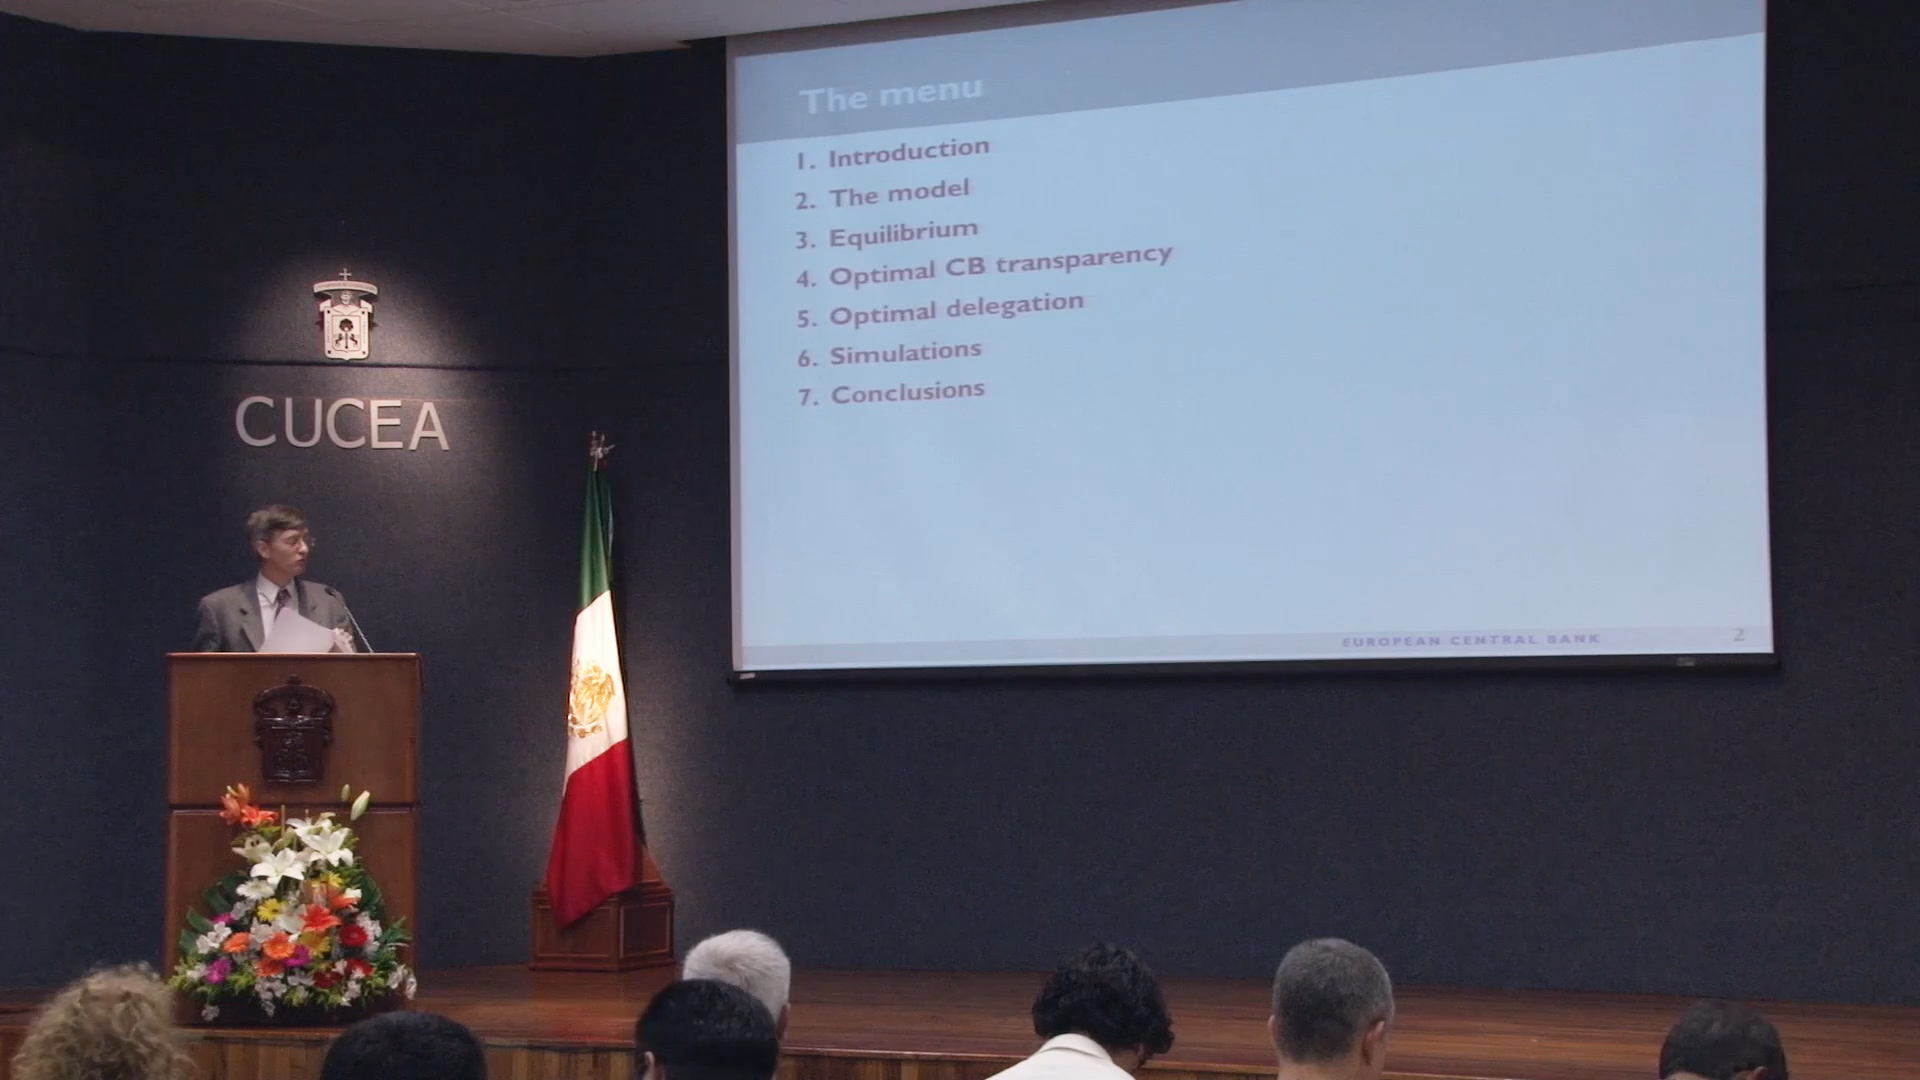 The menu
1. Introduction
2. The model
3. Equilibrium
4. Optimal CB transparency
5. Optimal delegation
6. Simulations
7. Conclusions
EUROPEAN CENTRAL BANK 2
CUCEA